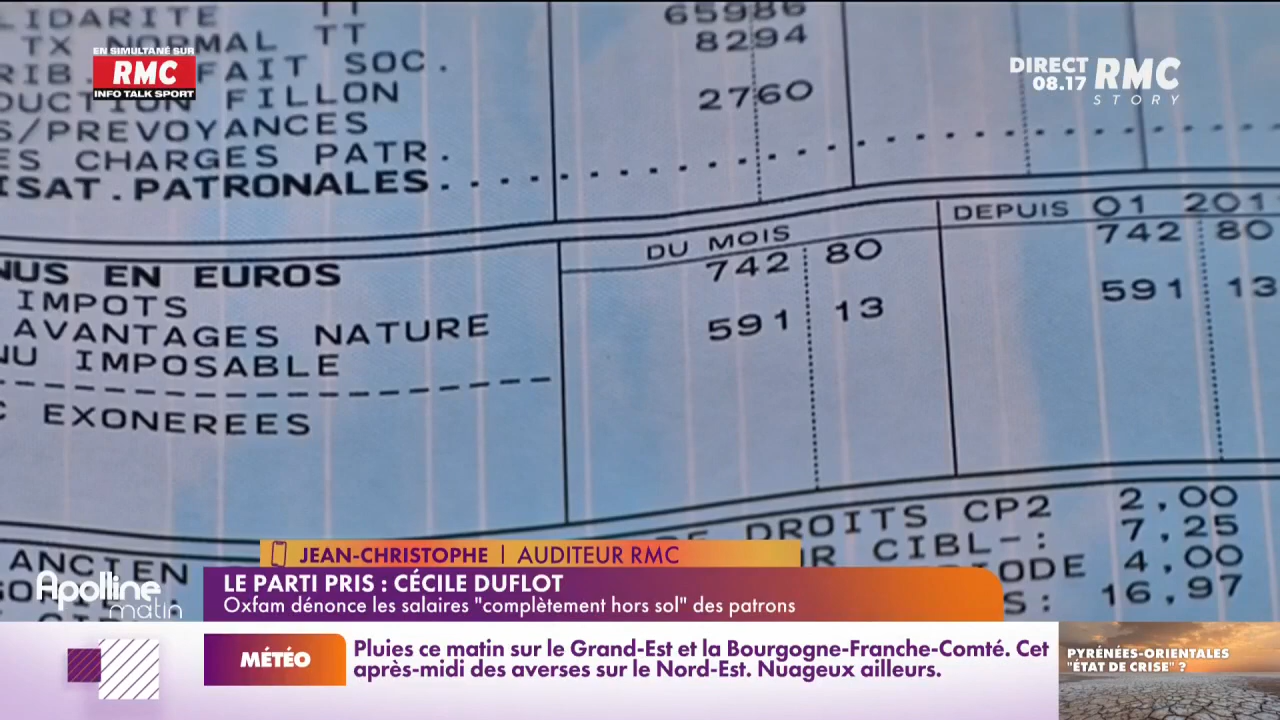 LIDARITE TT 65986
TX NORMAL TT 8294
RIB. FAIT SOC.
DUCTION FILLON 2760
S/PREVOYANCES
ES CHARGES PATR.
ISAT.PATRONALES
EN SIMULTANÉ SUR
RMC
INFO TALK SPORT
DIRECT
08.17
RMC
STORY
DU MOIS DEPUIS 01 201
NUS EN EUROS 742 80 742 80
IMPOTS
AVANTAGES NATURE 591 13 591 13
NU IMPOSABLE
C EXONEREES
DROITS CP2 2,00
R CIBL-: 7,25
ANCIEN IODE 4,00
S: 16,97
JEAN-CHRISTOPHE | AUDITEUR RMC
Apolline
matin
LE PARTI PRIS : CÉCILE DUFLOT
Oxfam dénonce les salaires "complètement hors sol" des patrons
MÉTÉO
Pluies ce matin sur le Grand-Est et la Bourgogne-Franche-Comté. Cet
après-midi des averses sur le Nord-Est. Nuageux ailleurs.
PYRÉNÉES-ORIENTALES
"ÉTAT DE CRISE" ?